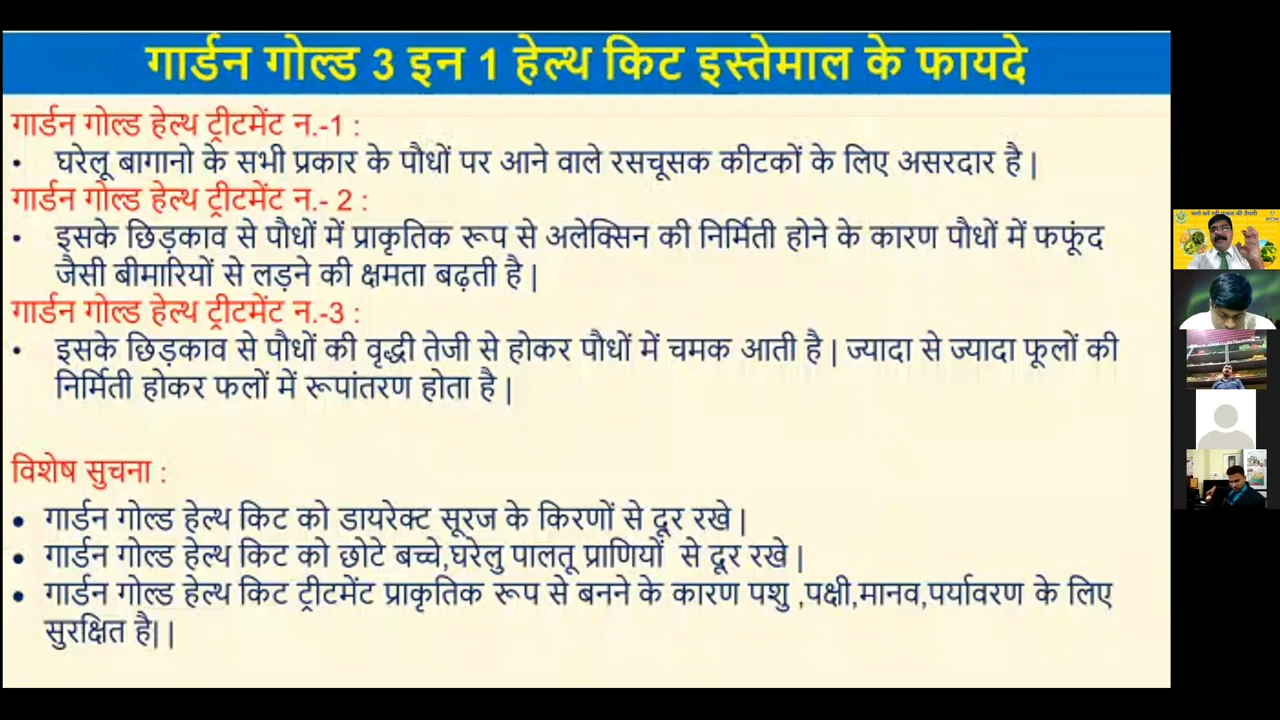 गार्डन गोल्ड 3 इन 1 हेल्थ किट इस्तेमाल के फायदे
गार्डन गोल्ड हेल्थ ट्रीटमेंट न.-1 :
• घरेलू बागानो के सभी प्रकार के पौधों पर आने वाले रसचूसक कीटकों के लिए असरदार है |
गार्डन गोल्ड हेल्थ ट्रीटमेंट न.- 2 :
• इसके छिड़काव से पौधों में प्राकृतिक रूप से अलेक्सिन की निर्मिती होने के कारण पौधों में फफूंद
जैसी बीमारियों से लड़ने की क्षमता बढ़ती है |
गार्डन गोल्ड हेल्थ ट्रीटमेंट न.-3 :
• इसके छिड़काव से पौधों की वृद्धी तेजी से होकर पौधों में चमक आती है | ज्यादा से ज्यादा फूलों की
निर्मिती होकर फलों में रूपांतरण होता है |
विशेष सुचना :
• गार्डन गोल्ड हेल्थ किट को डायरेक्ट सूरज के किरणों से दूर रखे |
• गार्डन गोल्ड हेल्थ किट को छोटे बच्चे,घरेलु पालतू प्राणियों से दूर रखे |
• गार्डन गोल्ड हेल्थ किट ट्रीटमेंट प्राकृतिक रूप से बनने के कारण पशु ,पक्षी,मानव,पर्यावरण के लिए
सुरक्षित है| |